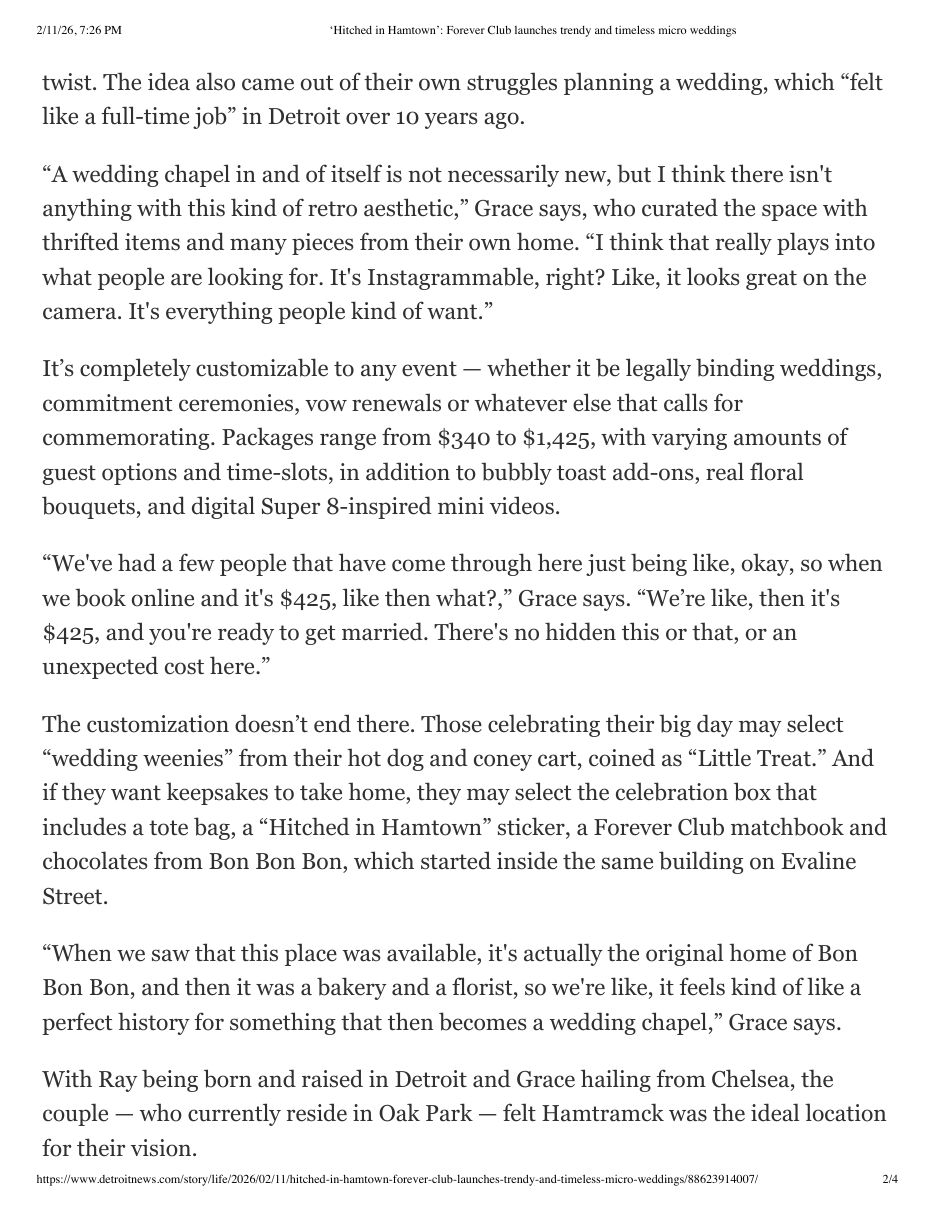 2/11/26, 7:26 PM
‘Hitched in Hamtown’: Forever Club launches trendy and timeless micro weddings
twist. The idea also came out of their own struggles planning a wedding, which “felt
like a full-time job” in Detroit over 10 years ago.
“A wedding chapel in and of itself is not necessarily new, but I think there isn't
anything with this kind of retro aesthetic,” Grace says, who curated the space with
thrifted items and many pieces from their own home. “I think that really plays into
what people are looking for. It's Instagrammable, right? Like, it looks great on the
camera. It's everything people kind of want.”
It’s completely customizable to any event — whether it be legally binding weddings,
commitment ceremonies, vow renewals or whatever else that calls for
commemorating. Packages range from $340 to $1,425, with varying amounts of
guest options and time-slots, in addition to bubbly toast add-ons, real floral
bouquets, and digital Super 8-inspired mini videos.
“We've had a few people that have come through here just being like, okay, so when
we book online and it's $425, like then what?,” Grace says. “We’re like, then it's
$425, and you're ready to get married. There's no hidden this or that, or an
unexpected cost here.”
The customization doesn’t end there. Those celebrating their big day may select
“wedding weenies” from their hot dog and coney cart, coined as “Little Treat.” And
if they want keepsakes to take home, they may select the celebration box that
includes a tote bag, a “Hitched in Hamtown” sticker, a Forever Club matchbook and
chocolates from Bon Bon Bon, which started inside the same building on Evaline
Street.
“When we saw that this place was available, it's actually the original home of Bon
Bon Bon, and then it was a bakery and a florist, so we're like, it feels kind of like a
perfect history for something that then becomes a wedding chapel,” Grace says.
With Ray being born and raised in Detroit and Grace hailing from Chelsea, the
couple — who currently reside in Oak Park — felt Hamtramck was the ideal location
for their vision.
https://www.detroitnews.com/story/life/2026/02/11/hitched-in-hamtown-forever-club-launches-trendy-and-timeless-micro-weddings/88623914007/
2/4